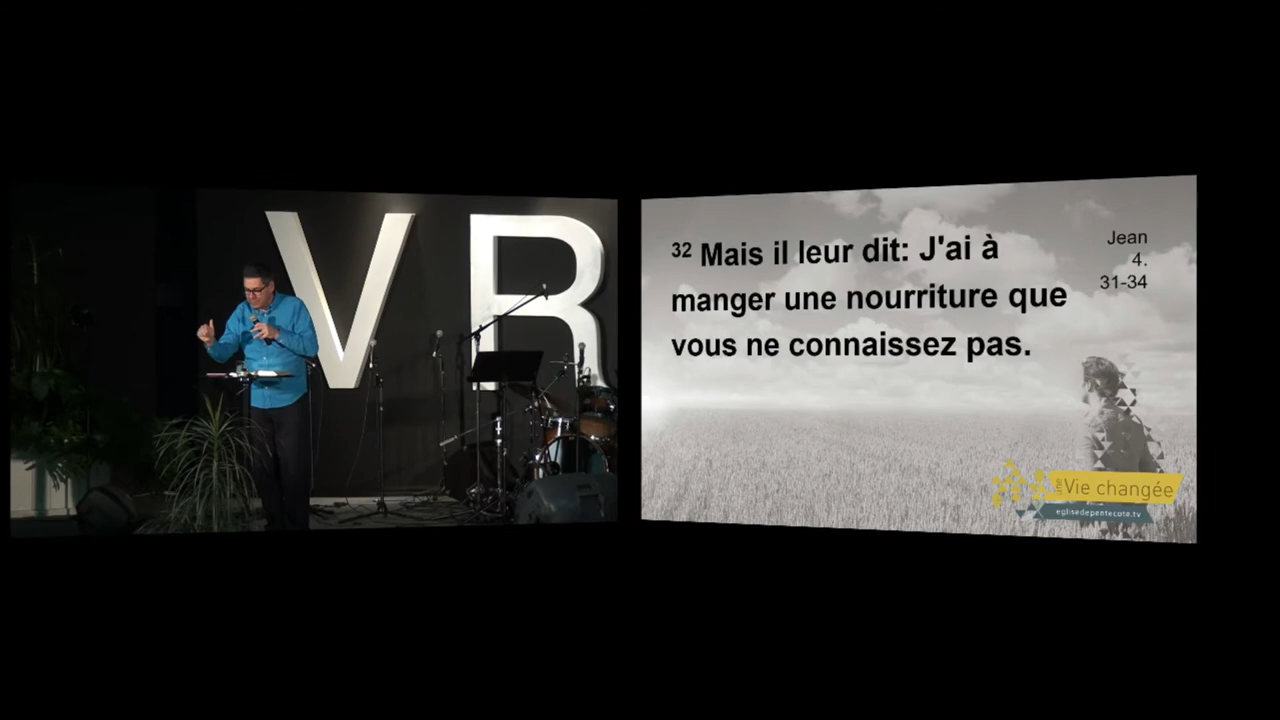 V R
32 Mais il leur dit: J'ai à
manger une nourriture que
vous ne connaissez pas.
Jean
4.
31-34
une
Vie changée
eglisedepentecote.tv